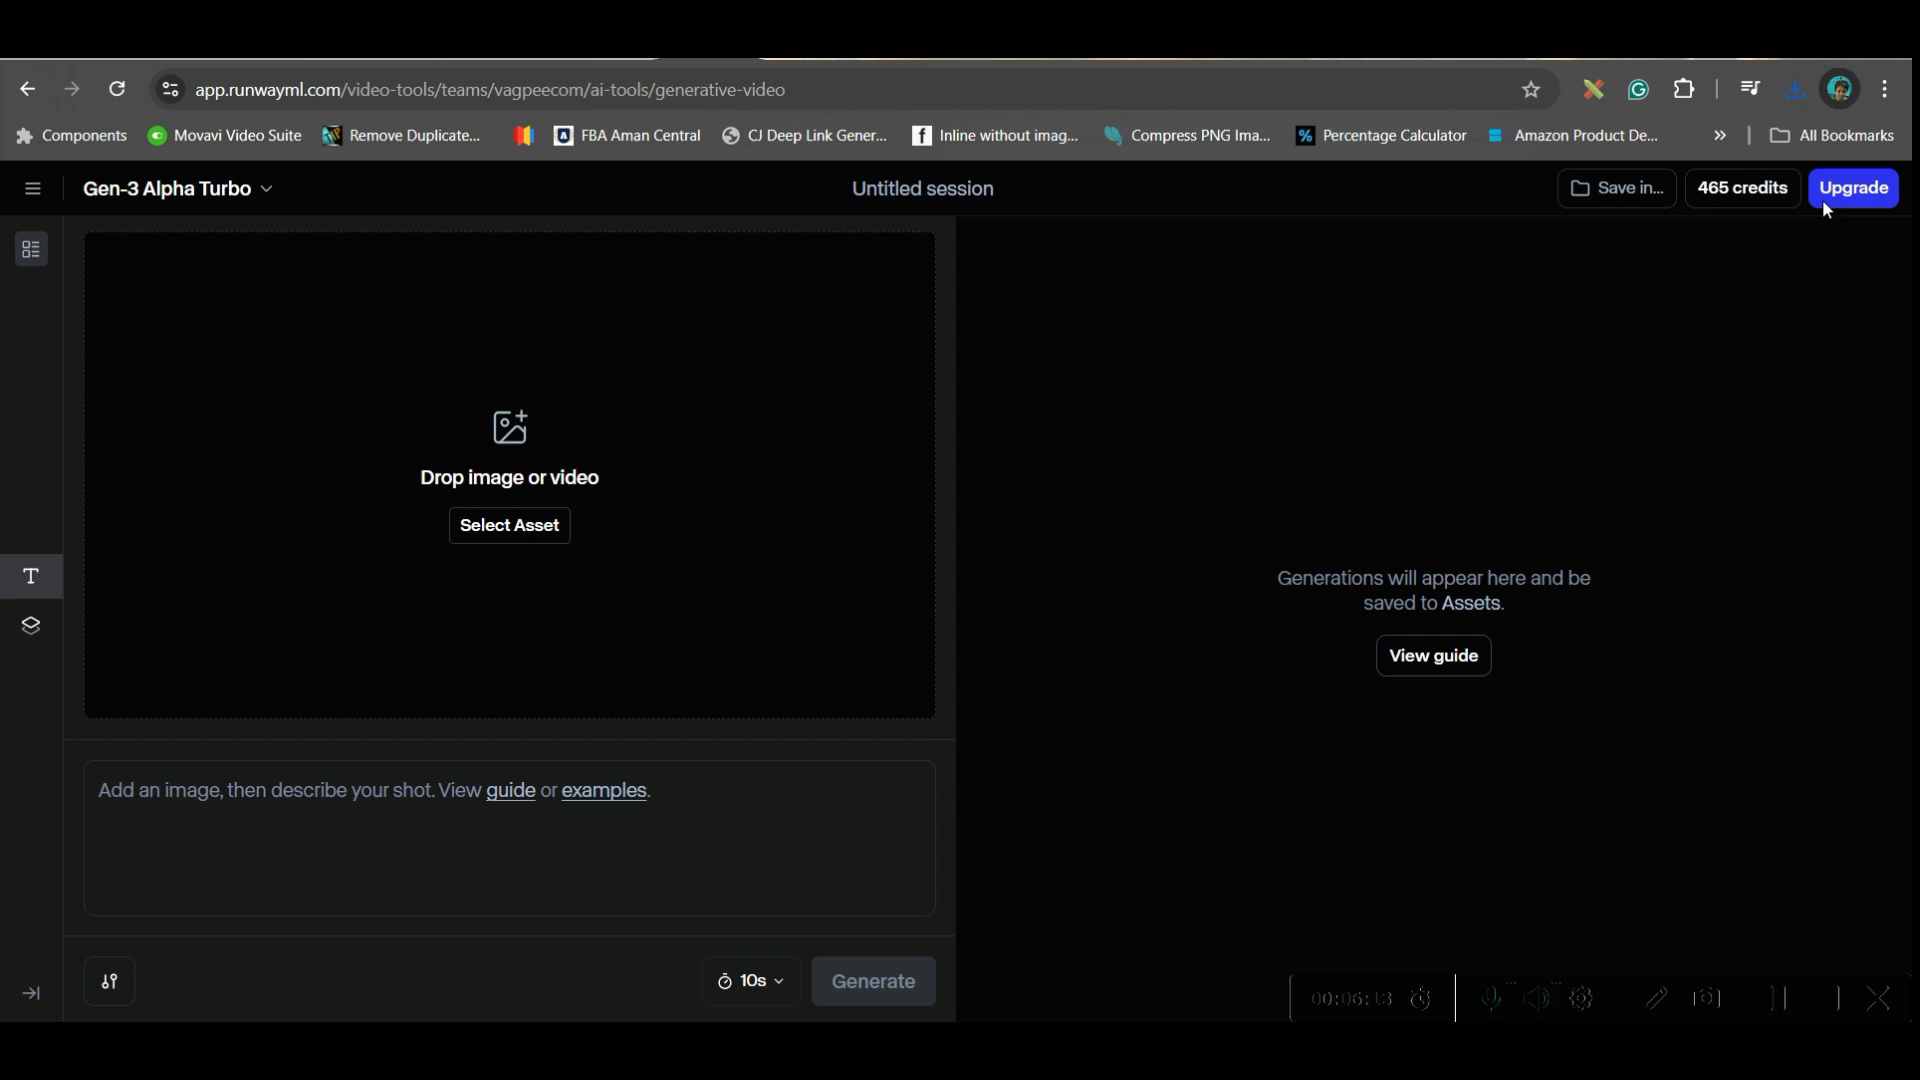 app.runwayml.com/video-tools/teams/vagpeecom/ai-tools/generative-video
Components Movavi Video Suite Remove Duplicate... FBA Aman Central CJ Deep Link Gener... Inline without imag... Compress PNG Ima... Percentage Calculator Amazon Product De... » All Bookmarks
Gen-3 Alpha Turbo Untitled session Save in... 465 credits Upgrade
Drop image or video
Select Asset
T
Generations will appear here and be
saved to Assets.
View guide
Add an image, then describe your shot. View guide or examples.
10s Generate
00:06:13